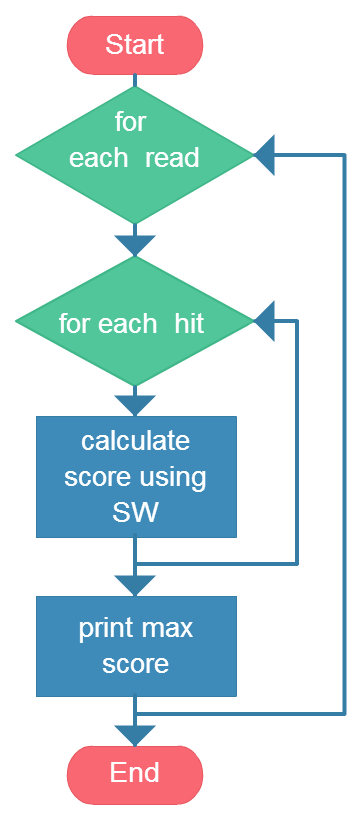 Start
for
each read
for each hit
calculate
score using
SW
print max
score
End